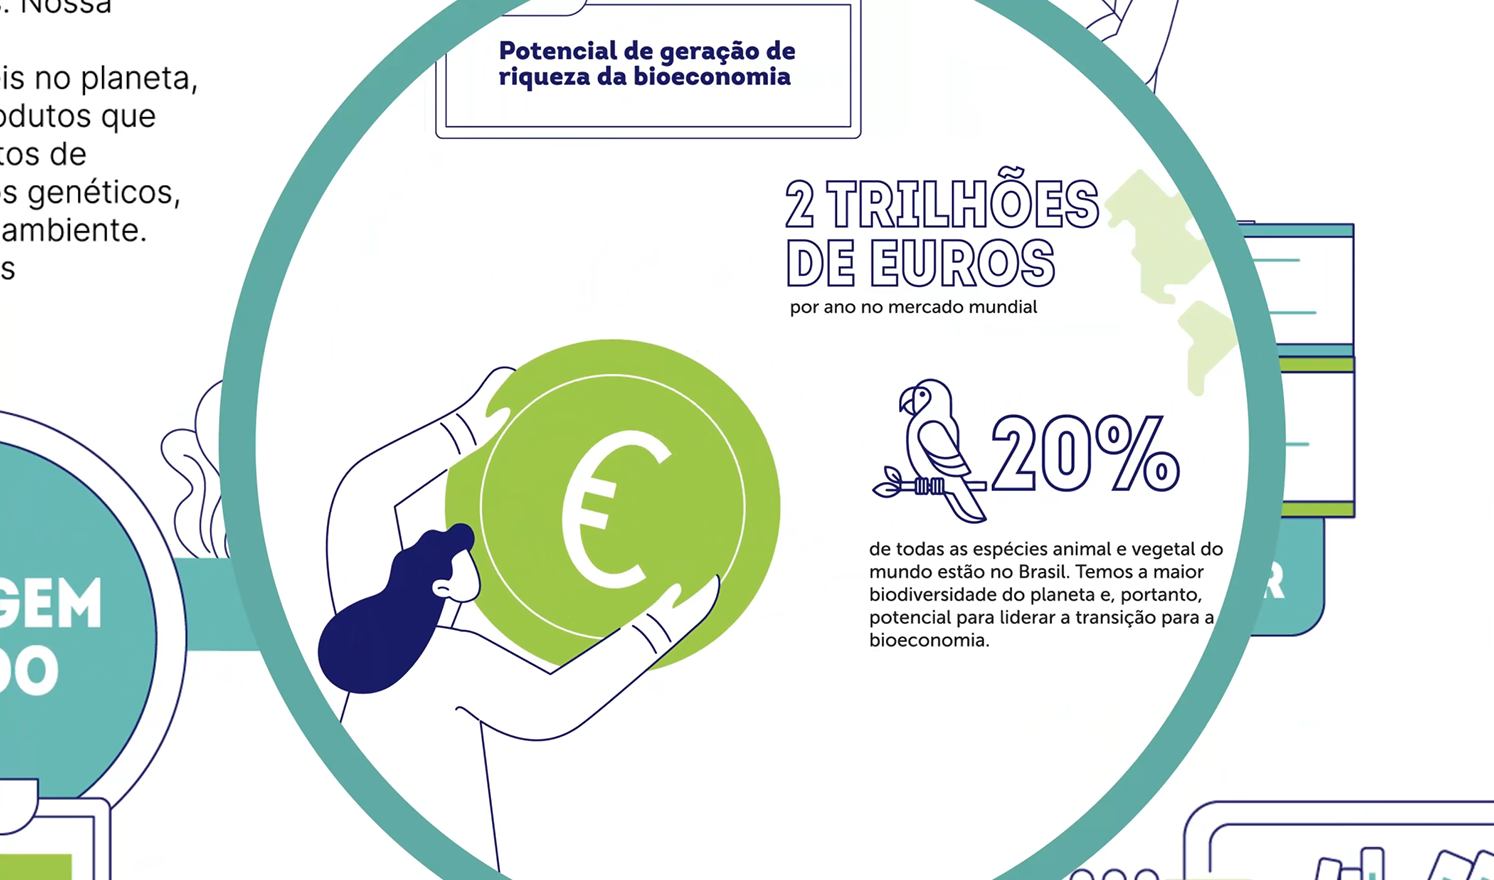 Nossa
is no planeta,
odutos que
tos de
s genéticos,
ambiente.
s
Potencial de geração de
riqueza da bioeconomia
2 TRILHÕES
DE EUROS
por ano no mercado mundial
€
20%
de todas as espécies animal e vegetal do
mundo estão no Brasil. Temos a maior
biodiversidade do planeta e, portanto,
potencial para liderar a transição para a
bioeconomia.
GEM
DO
R